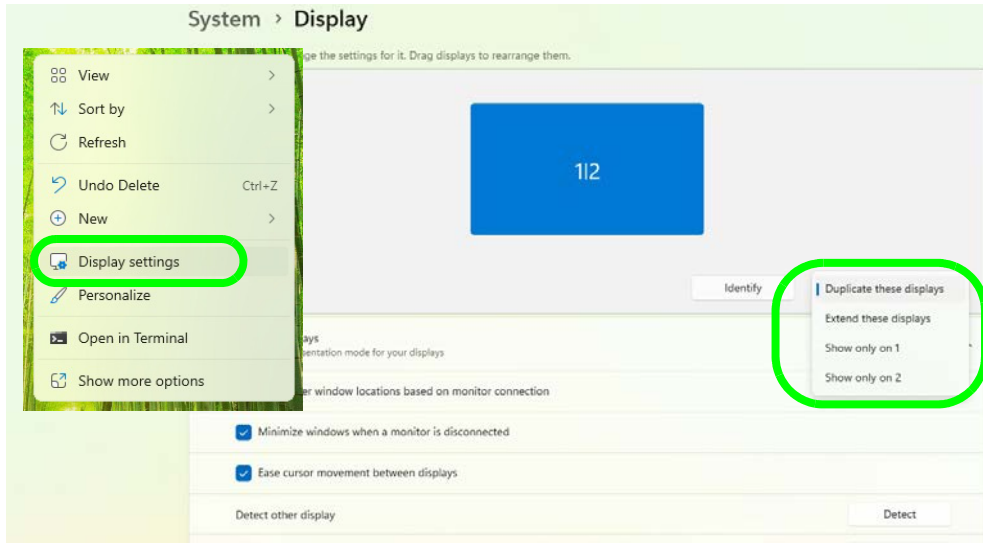 System > Display
ge the settings for it. Drag displays to rearrange them.
View
Sort by
Refresh
Undo Delete Ctrl+Z
New
Display settings
Personalize
Open in Terminal
Show more options
1|2
Identify
Duplicate these displays
Extend these displays
Show only on 1
Show only on 2
ays
entation mode for your displays
er window locations based on monitor connection
Minimize windows when a monitor is disconnected
Ease cursor movement between displays
Detect other display Detect